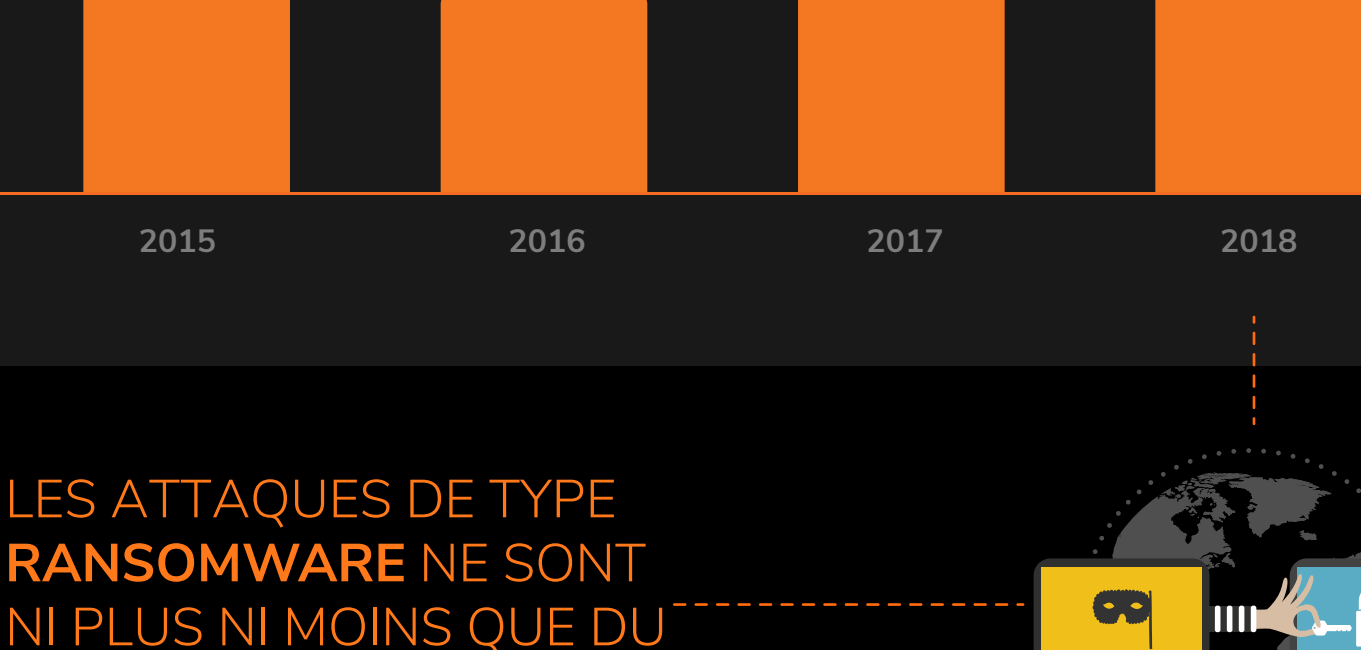 2015 2016 2017 2018
LES ATTAQUES DE TYPE
RANSOMWARE NE SONT
NI PLUS NI MOINS QUE DU